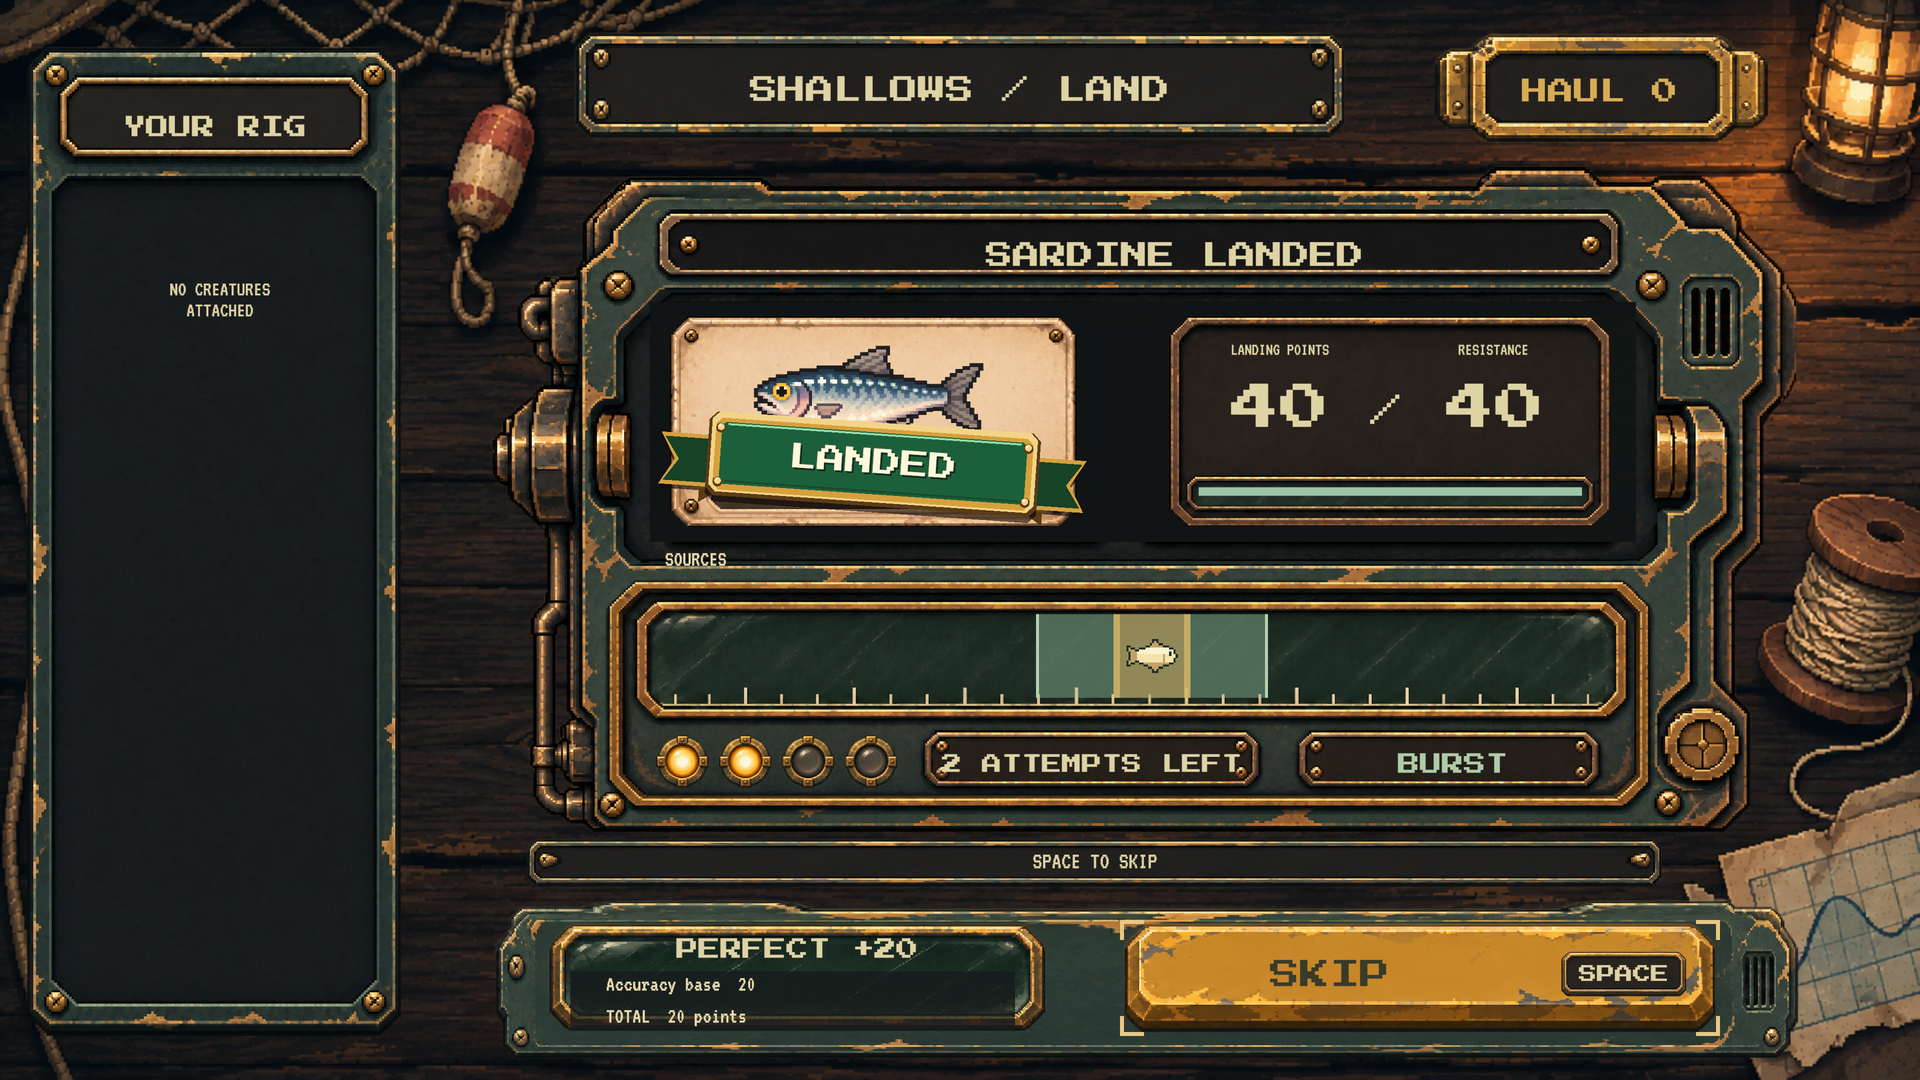 YOUR RIG
NO CREATURES
ATTACHED
SHALLOWS / LAND
HAUL 0
SARDINE LANDED
LANDED
LANDING POINTS
RESISTANCE
40 / 40
SOURCES
2 ATTEMPTS LEFT
BURST
SPACE TO SKIP
PERFECT +20
Accuracy base 20
TOTAL 20 points
SKIP
SPACE